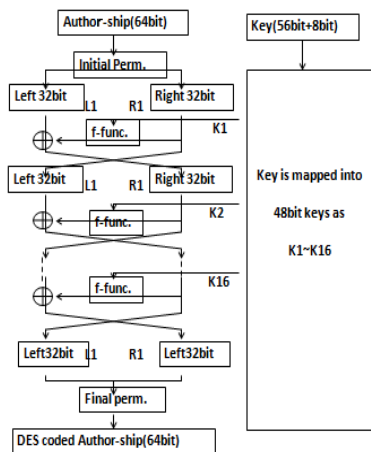 Author-ship(64bit)
Key(56bit+8bit)
Initial Perm.
Left 32bit
L1
R1
Right 32bit
f-func.
K1
Left 32bit
L1
R1
Right 32bit
f-func.
K2
Key is mapped into
48bit keys as
K1~K16
f-func.
K16
Left32bit
L1
R1
Left32bit
Final perm.
DES coded Author-ship(64bit)